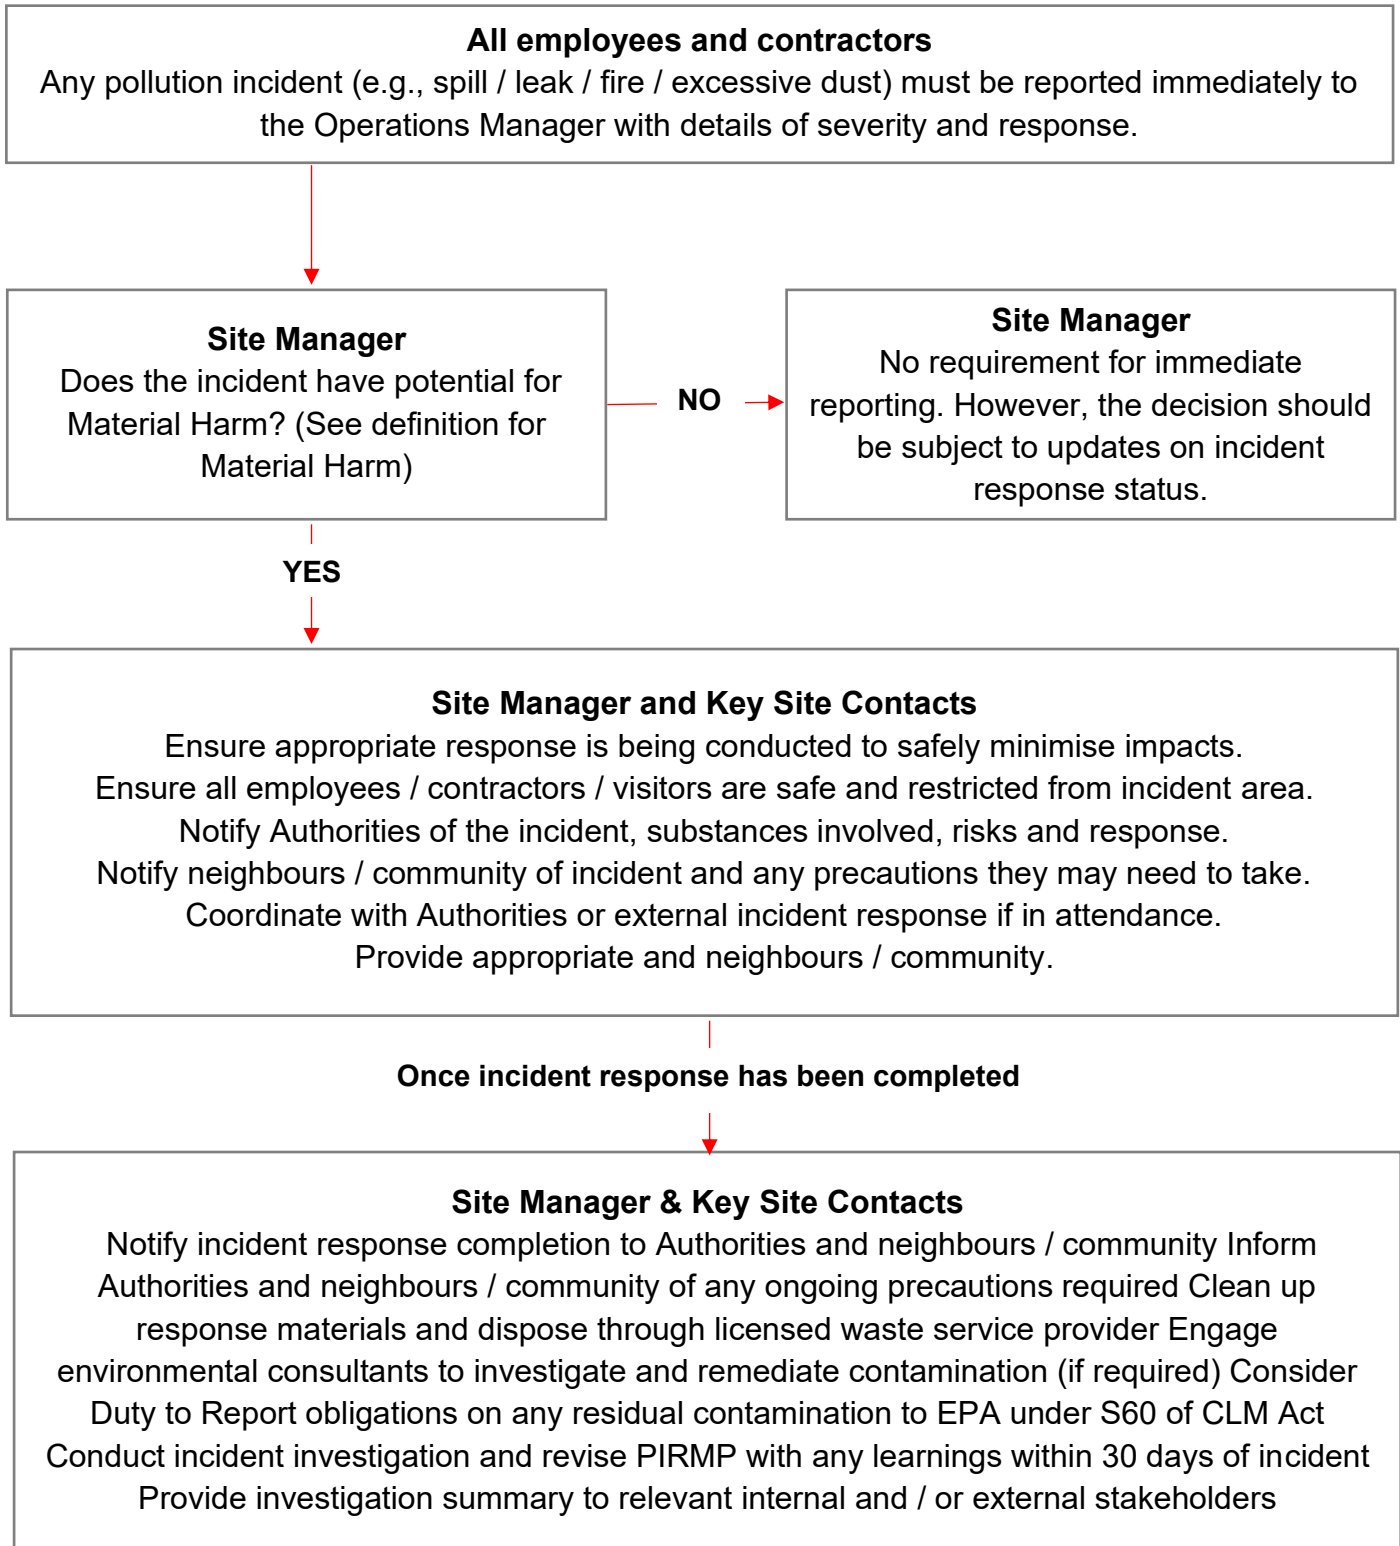 All employees and contractors
Any pollution incident (e.g., spill / leak / fire / excessive dust) must be reported immediately to
the Operations Manager with details of severity and response.
Site Manager
Does the incident have potential for
Material Harm? (See definition for
Material Harm)
NO
Site Manager
No requirement for immediate
reporting. However, the decision should
be subject to updates on incident
response status.
YES
Site Manager and Key Site Contacts
Ensure appropriate response is being conducted to safely minimise impacts.
Ensure all employees / contractors / visitors are safe and restricted from incident area.
Notify Authorities of the incident, substances involved, risks and response.
Notify neighbours / community of incident and any precautions they may need to take.
Coordinate with Authorities or external incident response if in attendance.
Provide appropriate and neighbours / community.
Once incident response has been completed
Site Manager & Key Site Contacts
Notify incident response completion to Authorities and neighbours / community Inform
Authorities and neighbours / community of any ongoing precautions required Clean up
response materials and dispose through licensed waste service provider Engage
environmental consultants to investigate and remediate contamination (if required) Consider
Duty to Report obligations on any residual contamination to EPA under S60 of CLM Act
Conduct incident investigation and revise PIRMP with any learnings within 30 days of incident
Provide investigation summary to relevant internal and / or external stakeholders